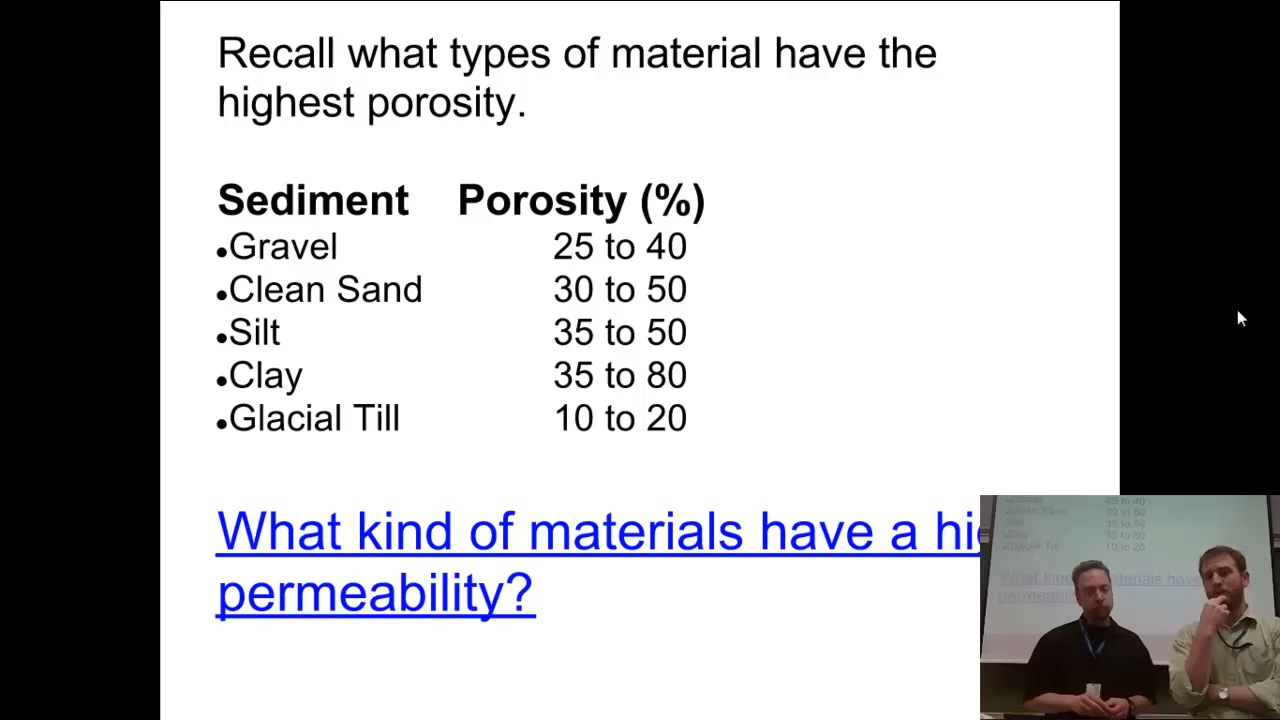 Recall what types of material have the
highest porosity.
Sediment Porosity (%)
•Gravel 25 to 40
•Clean Sand 30 to 50
•Silt 35 to 50
•Clay 35 to 80
•Glacial Till 10 to 20
What kind of materials have a
permeability?